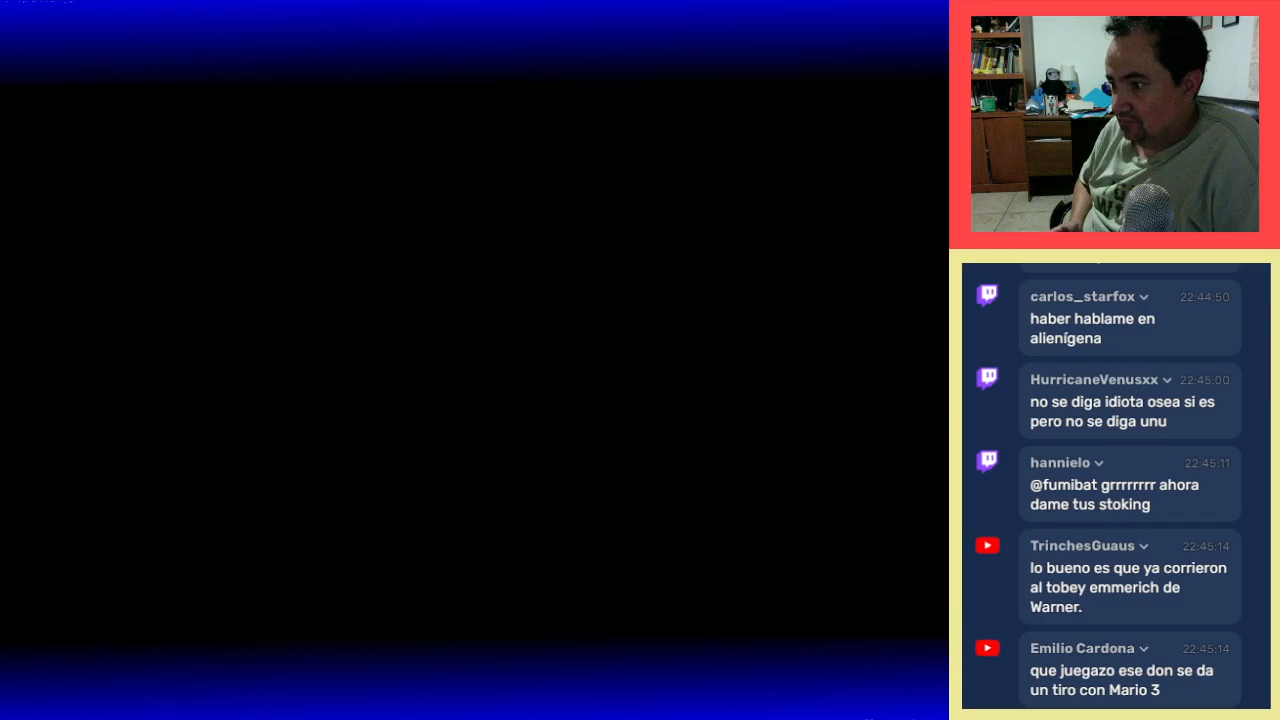 carlos_starfox 22:44:50
haber hablame en
alienígena
HurricaneVenusxx 22:45:00
no se diga idiota osea si es
pero no se diga unu
hannielo 22:45:11
@fumibat grrrrrrr ahora
dame tus stoking
TrinchesGuaus 22:45:14
lo bueno es que ya corrieron
al tobey emmerich de
Warner.
Emilio Cardona 22:45:14
que juegazo ese don se da
un tiro con Mario 3